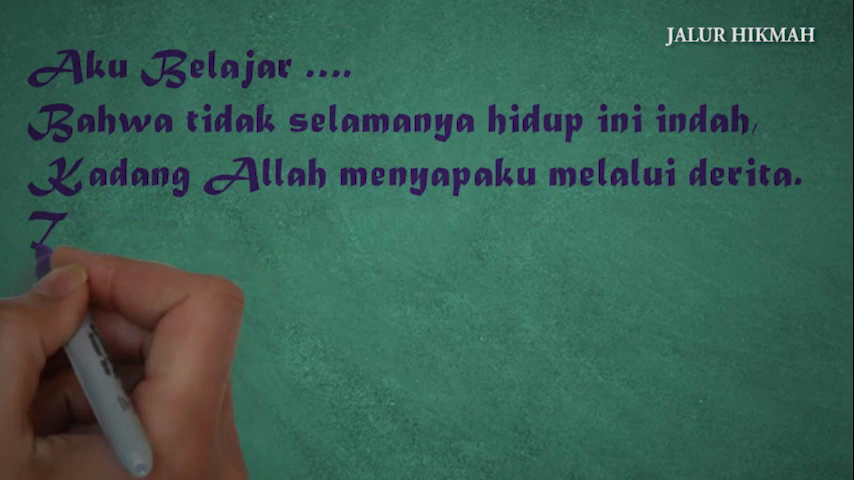 JALUR HIKMAH
Aku Belajar ....
Bahwa tidak selamanya hidup ini indah,
Kadang Allah menyapaku melalui derita.
T